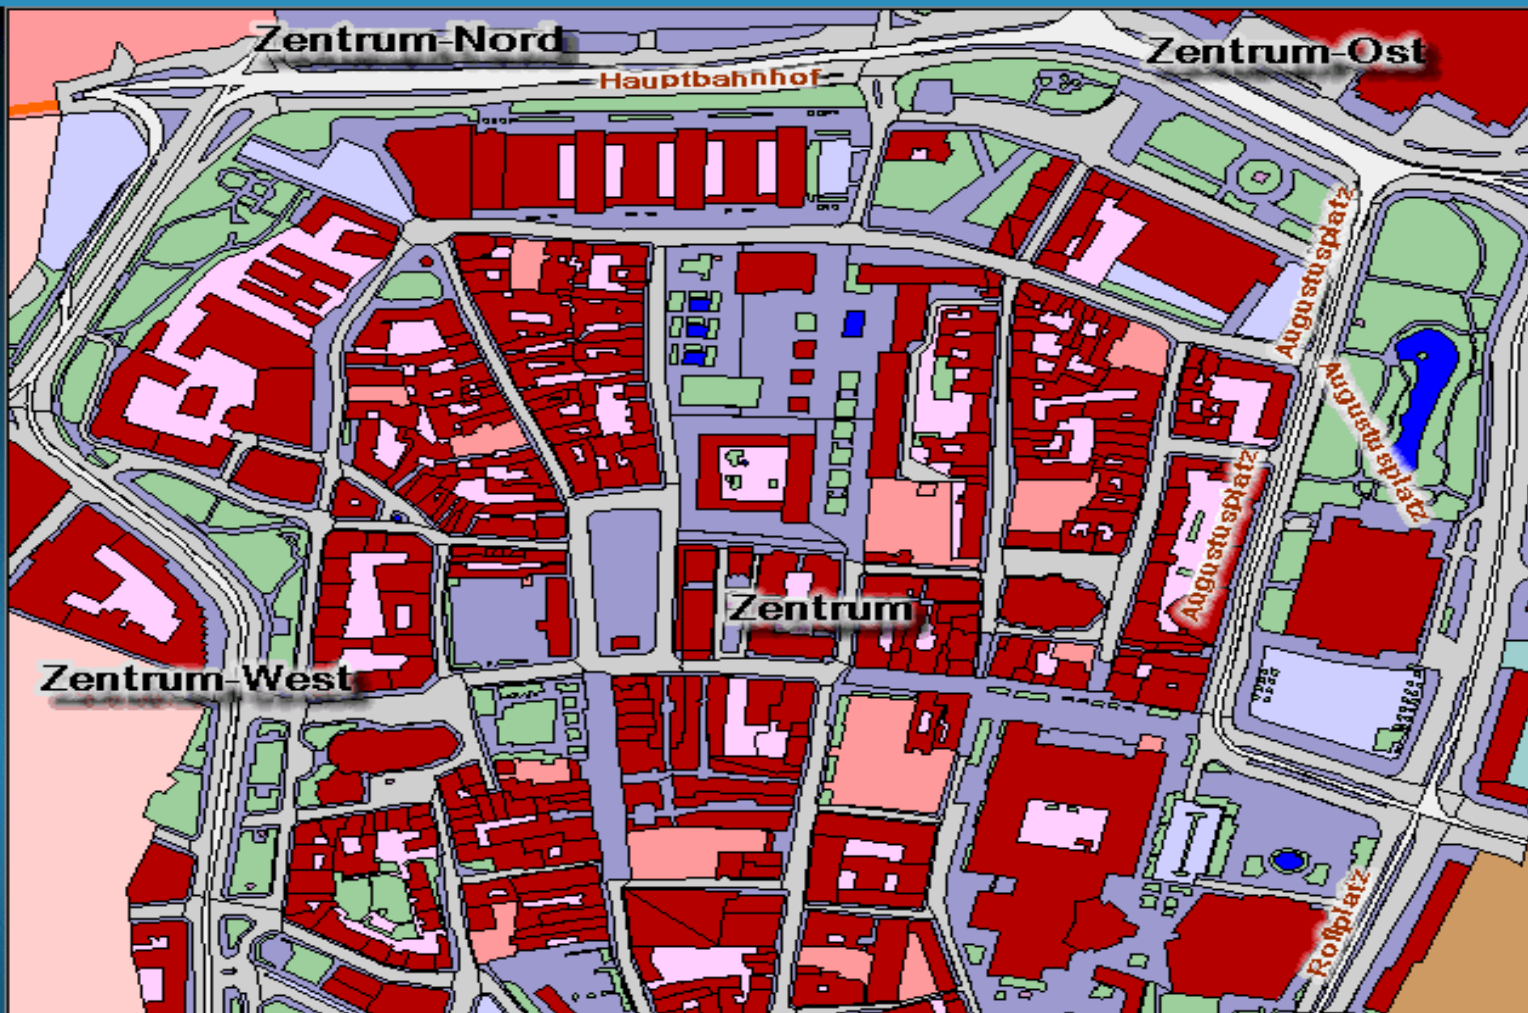 Zentrum-Nord
Zentrum-Ost
Hauptbahnhof
Augustusplatz
Augustusplatz
Augustusplatz
Zentrum
Zentrum-West
Roßplatz